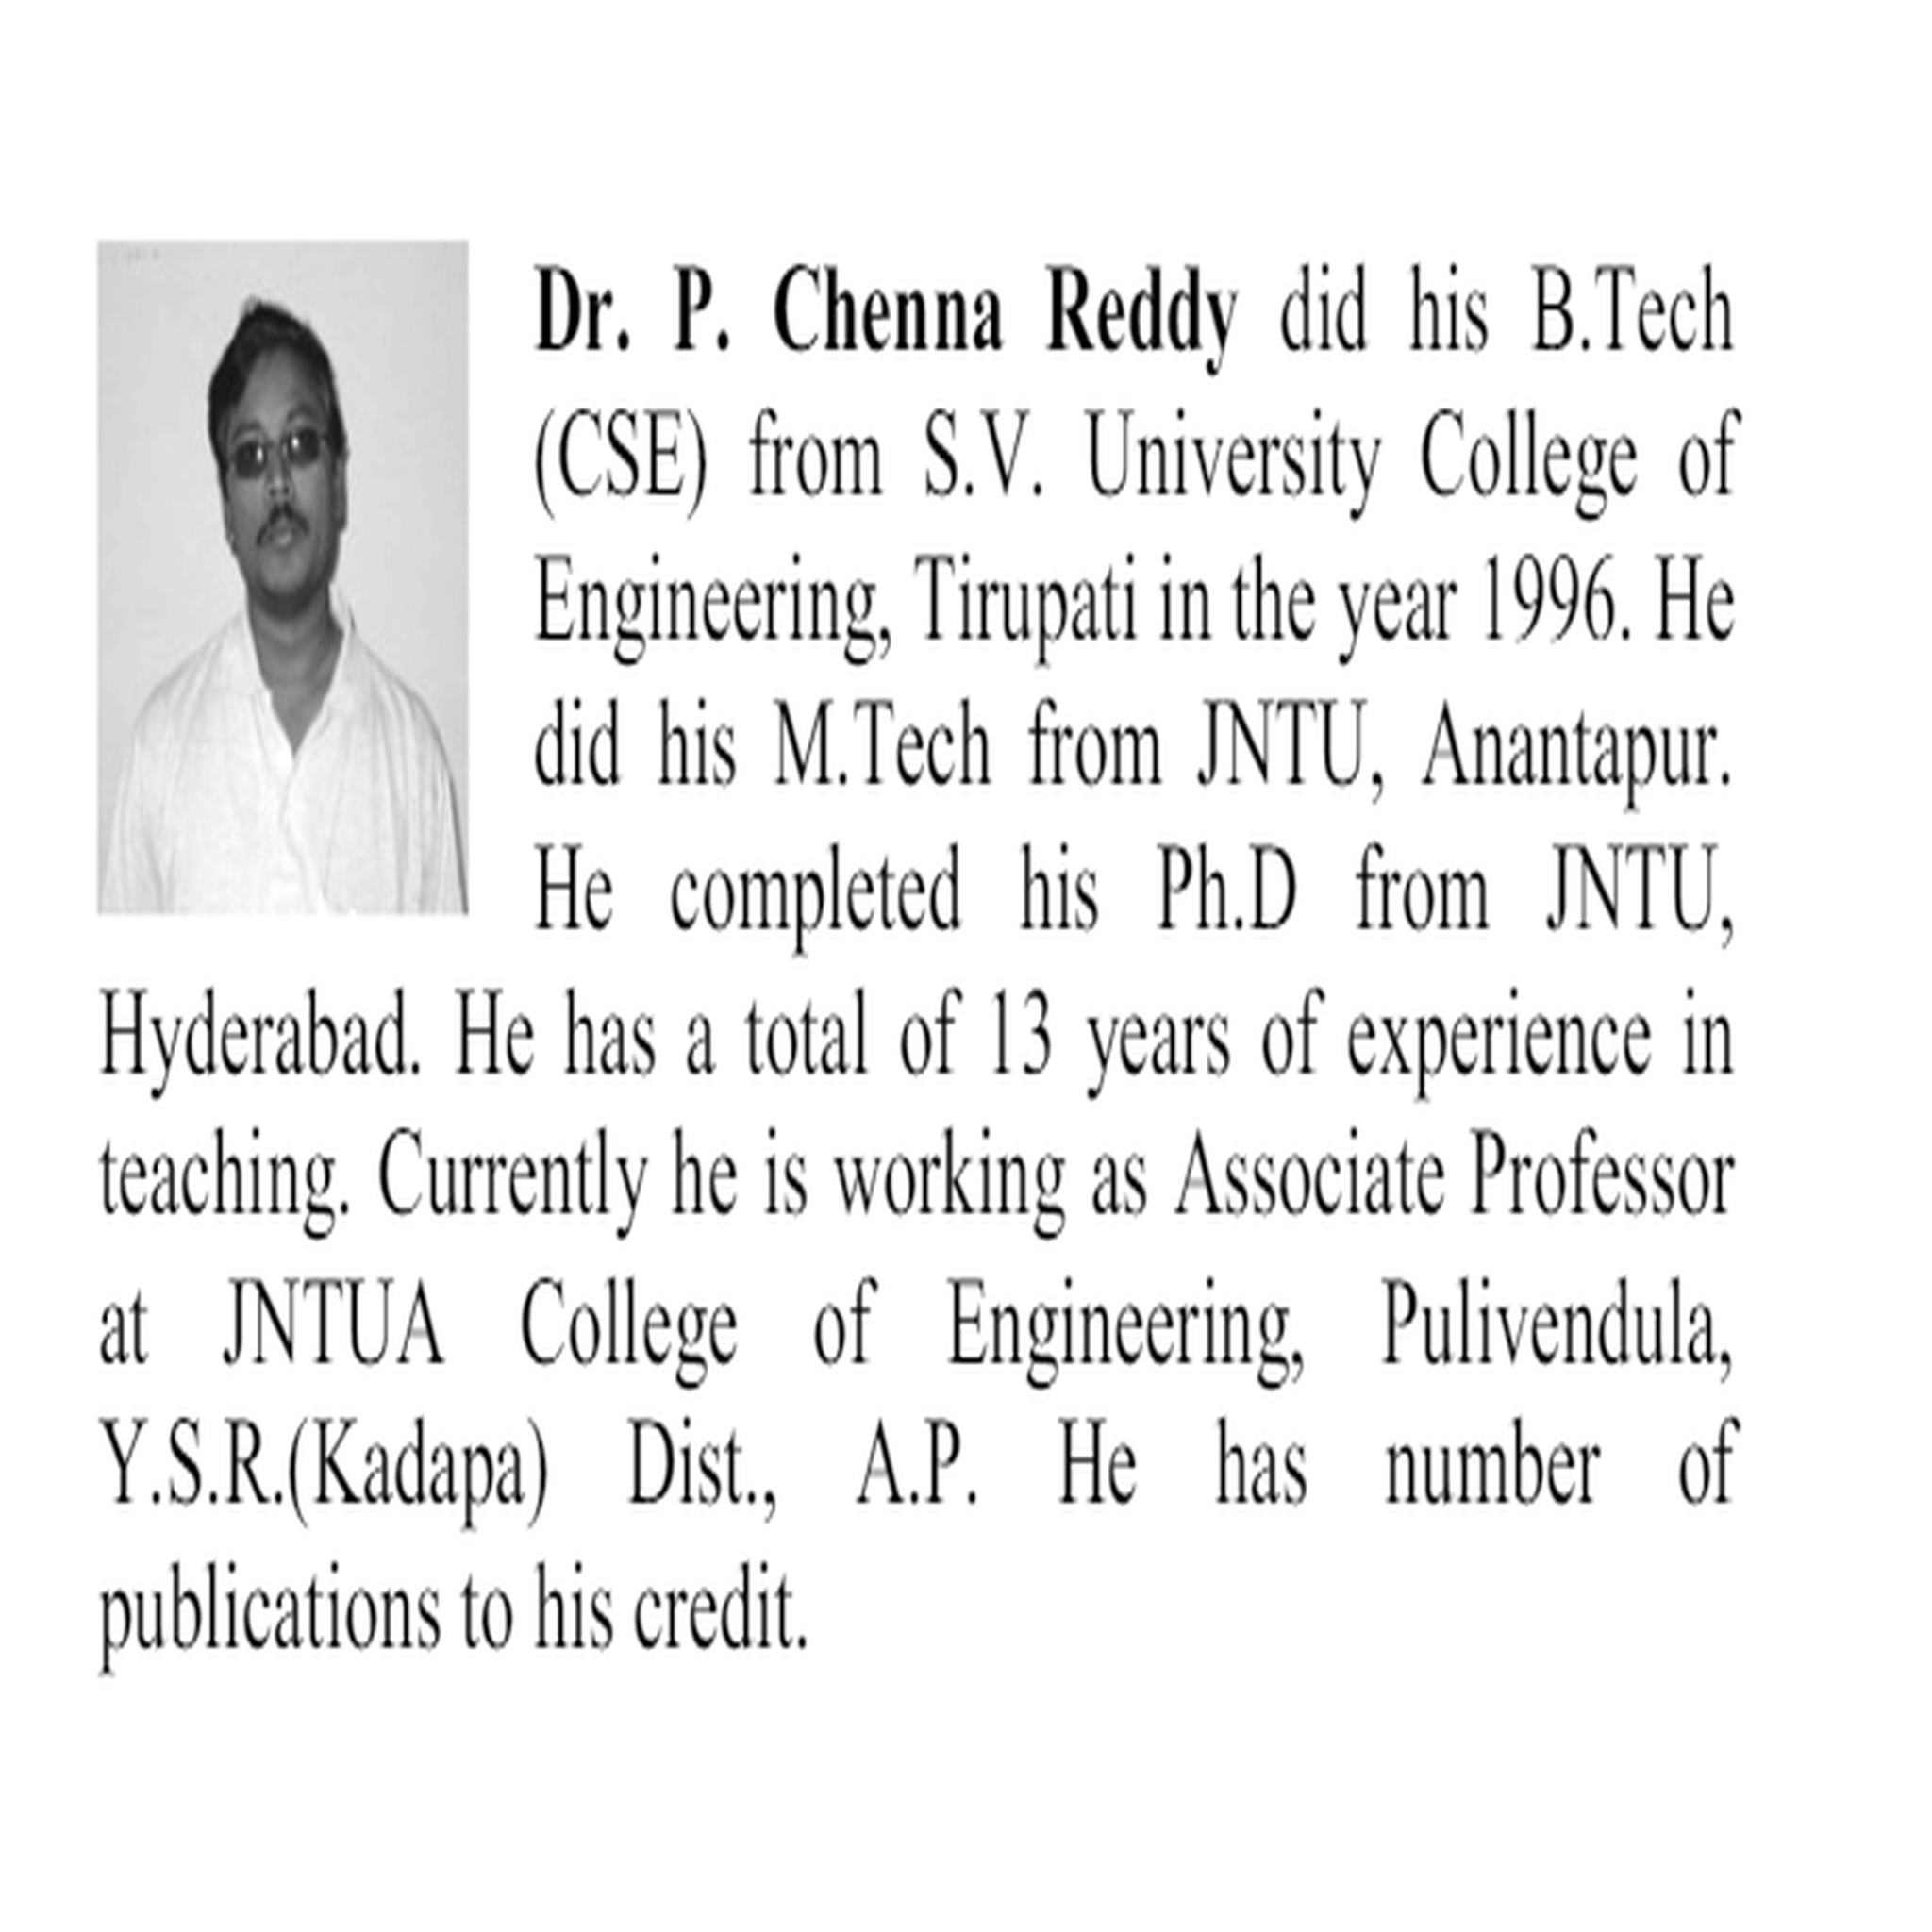 Dr. P. Chenna Reddy did his B.Tech
(CSE) from S.V. University College of
Engineering, Tirupati in the year 1996. He
did his M.Tech from JNTU, Anantapur.
He completed his Ph.D from JNTU,
Hyderabad. He has a total of 13 years of experience in
teaching. Currently he is working as Associate Professor
at JNTUA College of Engineering, Pulivendula,
Y.S.R.(Kadapa) Dist., A.P. He has number of
publications to his credit.